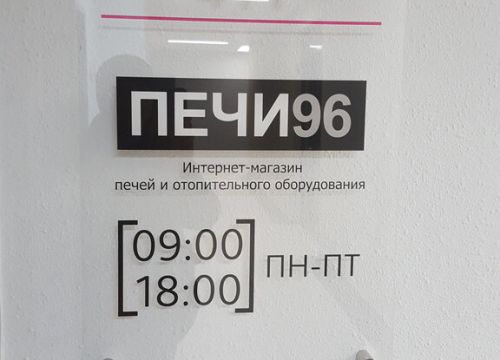 ПЕЧИ96
Интернет-магазин
печей и отопительного оборудования
09:00
18:00
ПН-ПТ